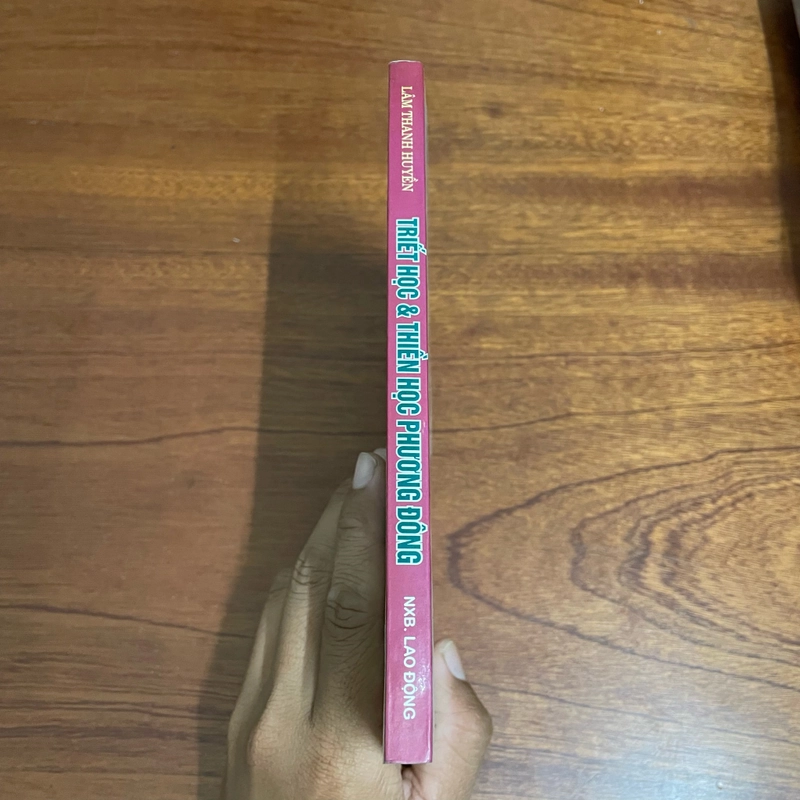 LÂM THANH HUYỀN
TRIẾT HỌC & THIỀN HỌC PHƯƠNG ĐÔNG
NXB. LAO ĐỘNG